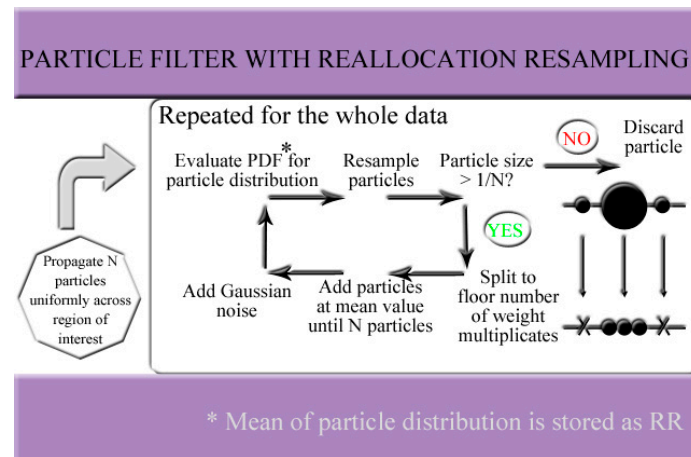 PARTICLE FILTER WITH REALLOCATION RESAMPLING
Repeated for the whole data
Evaluate PDF* for
particle distribution
Resample
particles
Particle size
> 1/N?
NO
Discard
particle
YES
Split to
floor number
of weight
multiplicates
Add particles
at mean value
until N particles
Add Gaussian
noise
Propagate N
particles
uniformly across
region of
interest
* Mean of particle distribution is stored as RR